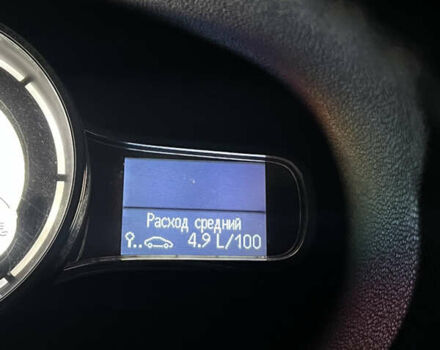 Расход средний
4.9 L/100